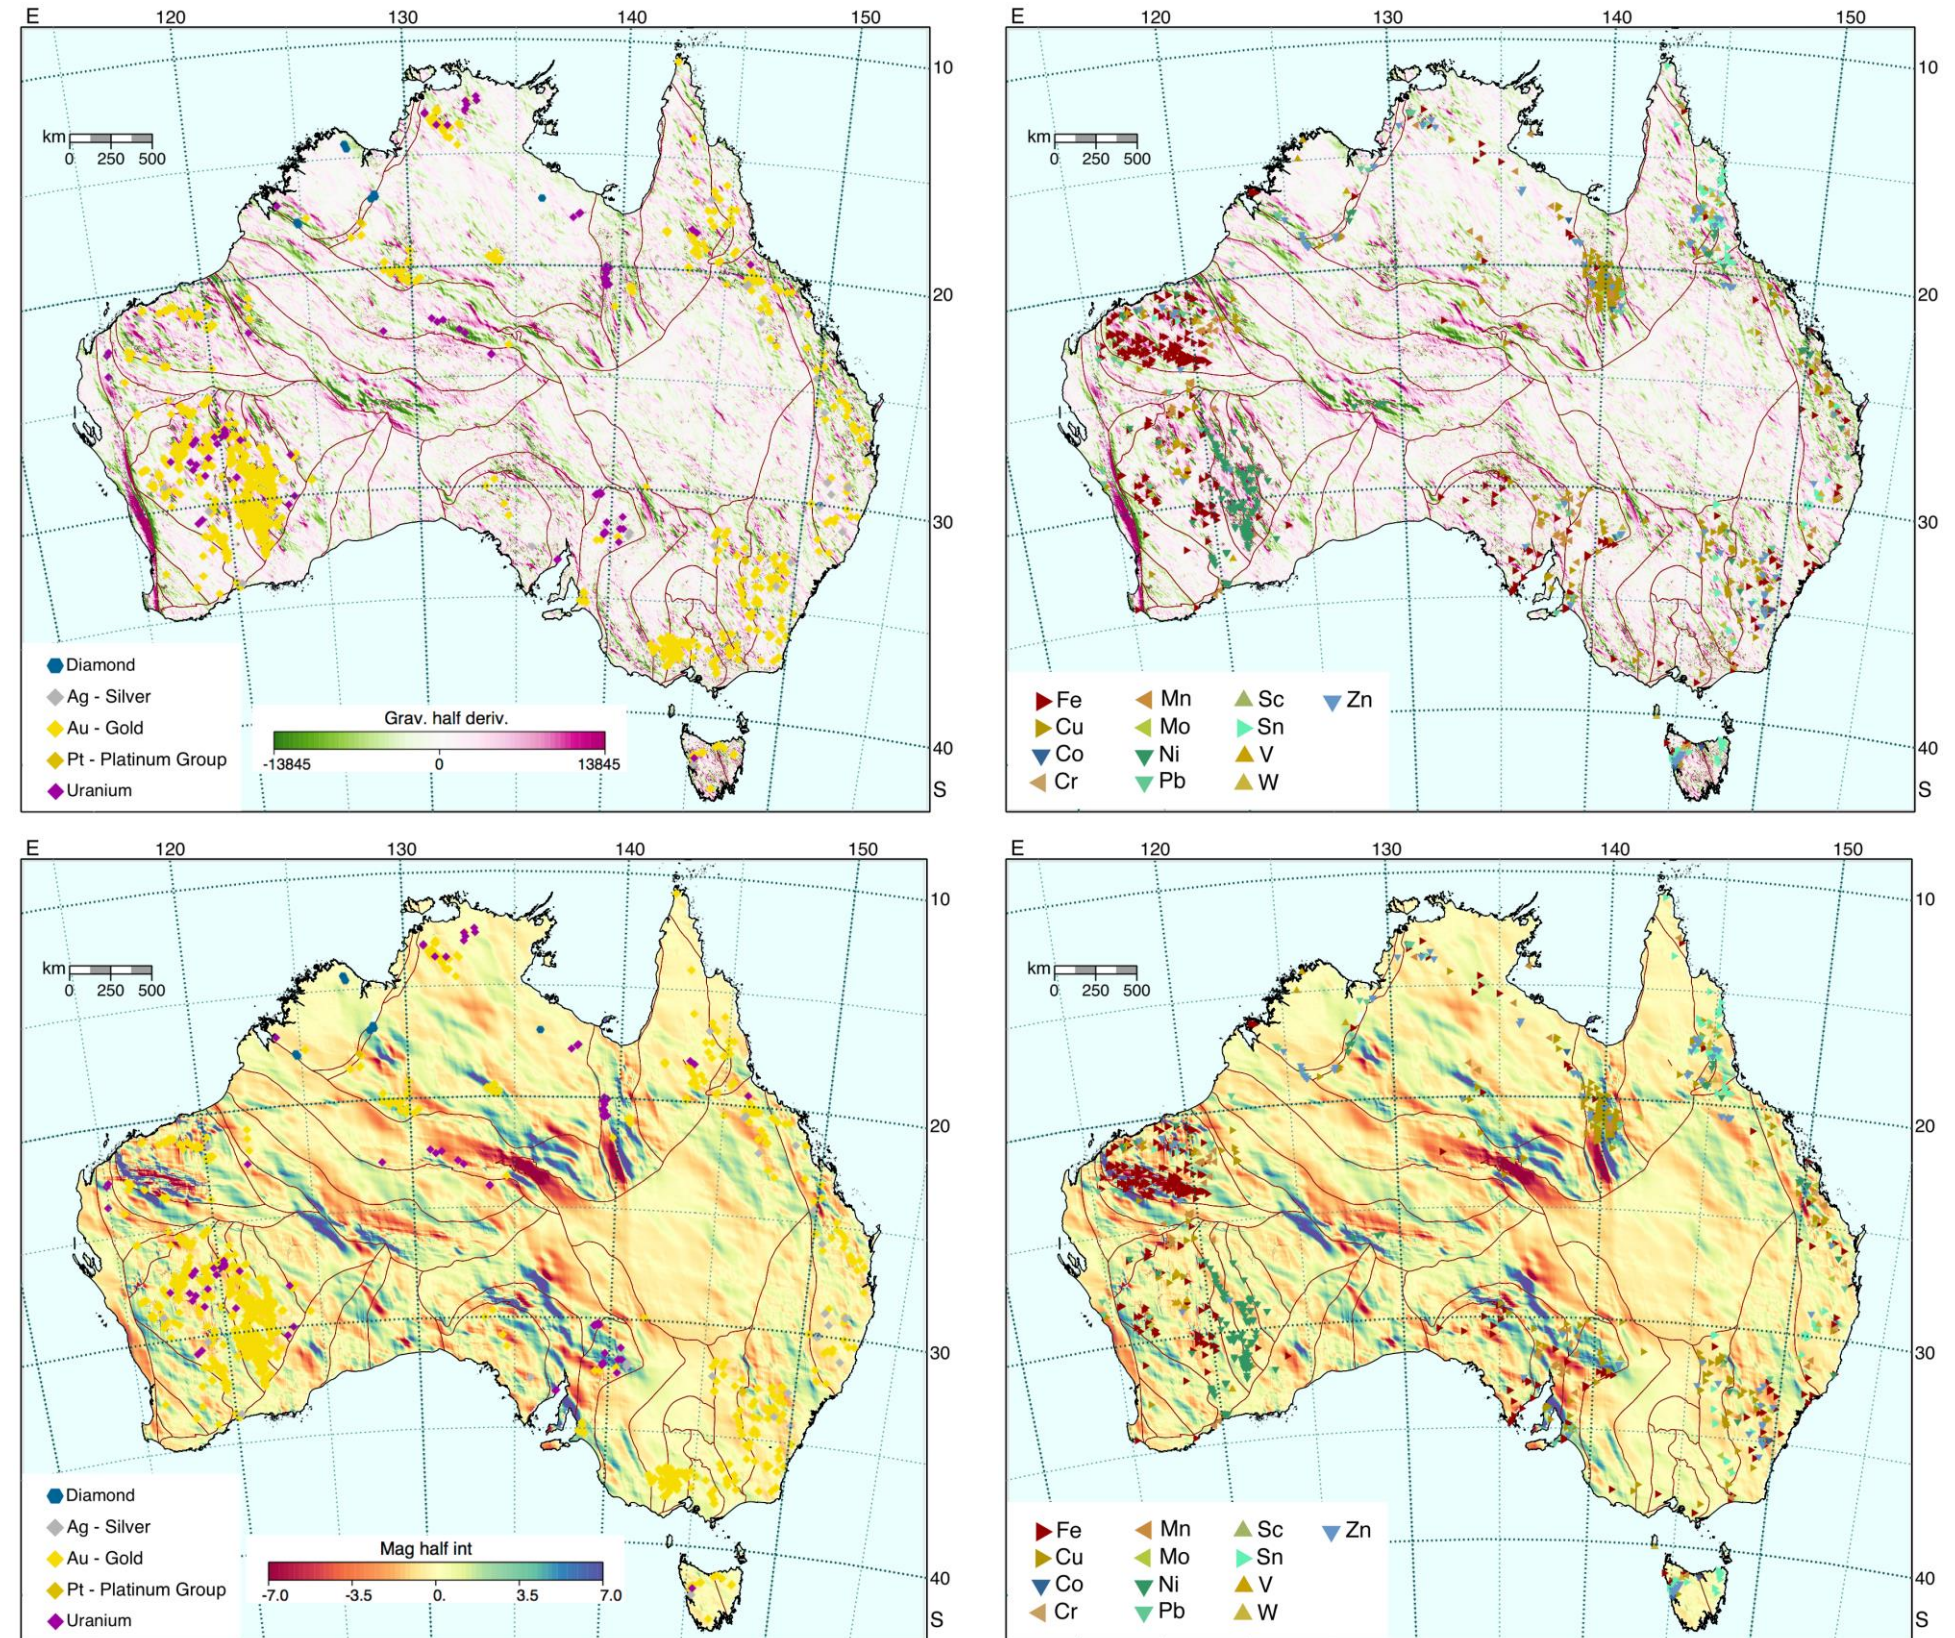 E 120 130 140 150
10
km
0 250 500
20
30
Diamond
Ag - Silver
Au - Gold
Pt - Platinum Group
Uranium
Grav. half deriv.
-13845 0 13845
40
S
E 120 130 140 150
10
km
0 250 500
20
30
Fe Mn Sc Zn
Cu Mo Sn
Co Ni V
Cr Pb W
40
S
E 120 130 140 150
10
km
0 250 500
20
30
Diamond
Ag - Silver
Au - Gold
Pt - Platinum Group
Uranium
Mag half int
-7.0 -3.5 0. 3.5 7.0
40
S
E 120 130 140 150
10
km
0 250 500
20
30
Fe Mn Sc Zn
Cu Mo Sn
Co Ni V
Cr Pb W
40
S